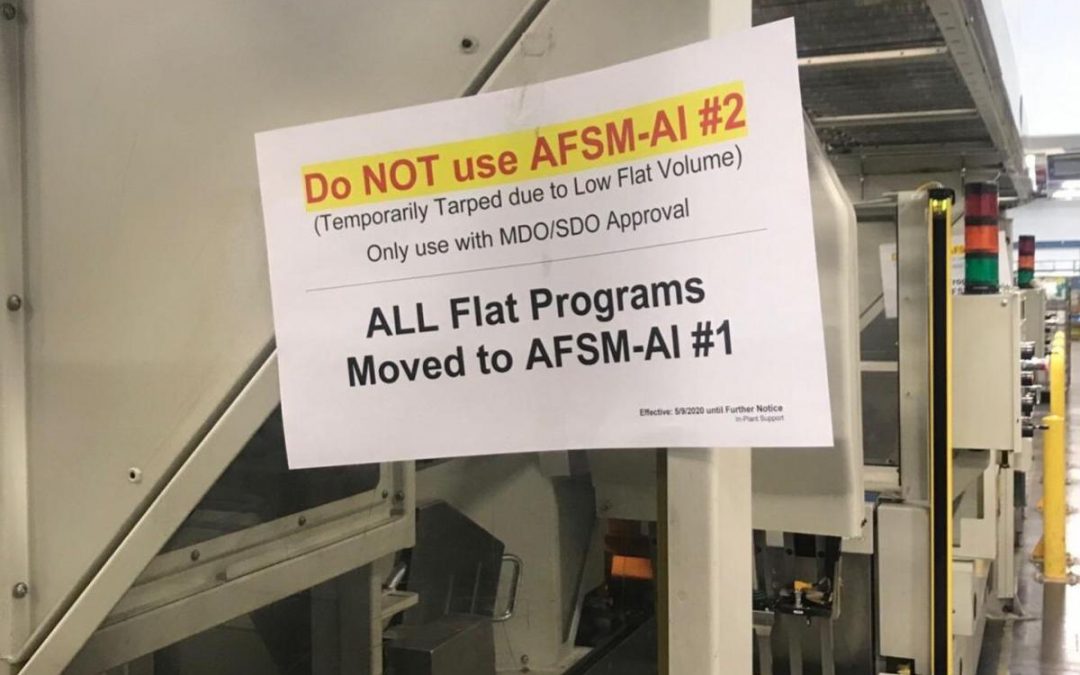 Do NOT use AFSM-AI #2
(Temporarily Tarped due to Low Flat Volume)
Only use with MDO/SDO Approval
ALL Flat Programs
Moved to AFSM-AI #1
Effective: 5/9/2020 until Further Notice
In-Plant Support